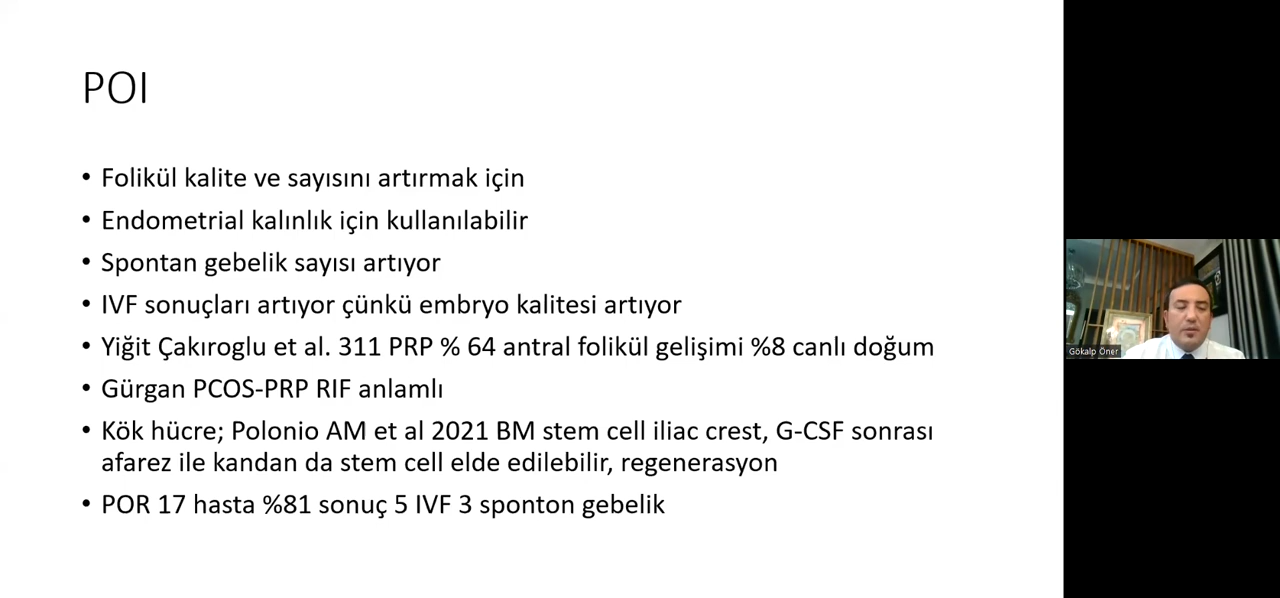 POI
• Folikül kalite ve sayısını artırmak için
• Endometrial kalınlık için kullanılabilir
• Spontan gebelik sayısı artıyor
• IVF sonuçları artıyor çünkü embryo kalitesi artıyor
• Yiğit Çakıroglu et al. 311 PRP % 64 antral folikül gelişimi %8 canlı doğum
• Gürgan PCOS-PRP RIF anlamlı
• Kök hücre; Polonio AM et al 2021 BM stem cell iliac crest, G-CSF sonrası
afarez ile kandan da stem cell elde edilebilir, regenerasyon
• POR 17 hasta %81 sonuç 5 IVF 3 sponton gebelik
Gökalp Öner